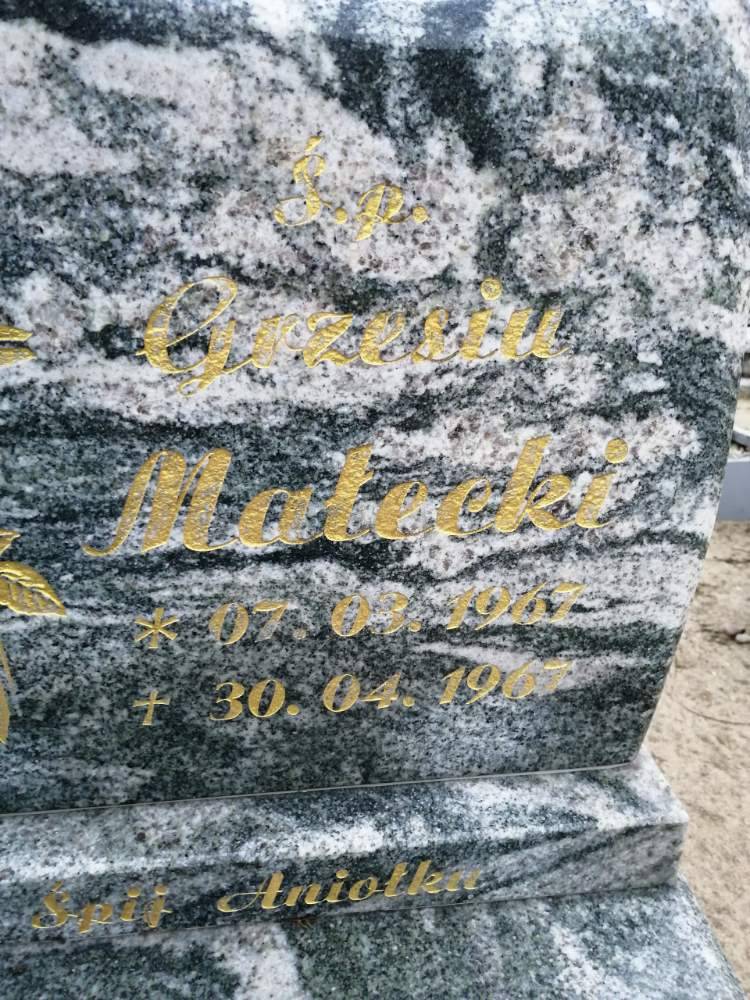 Ś.p.
Grzesiu
Małecki
* 07. 03. 1967
+ 30. 04. 1967
Śpij Aniołku